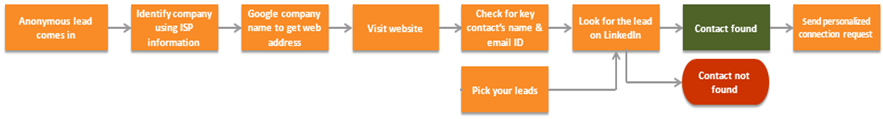 Anonymous lead
comes in
Identify company
using ISP
information
Google company
name to get web
address
Visit website
Check for key
contact's name &
email ID
Look for the lead
on LinkedIn
Contact found
Send personalized
connection request
Pick your leads
Contact not
found